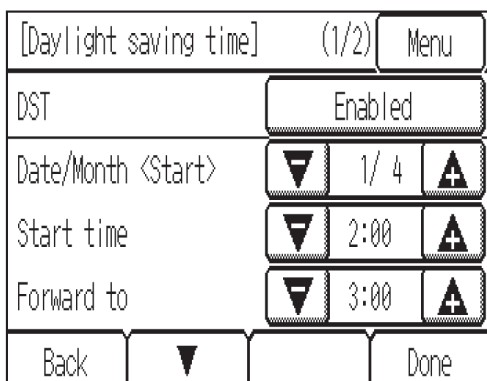 [Daylight saving time] (1/2) Menu
DST Enabled
Date/Month <Start> 1/ 4
Start time 2:00
Forward to 3:00
Back Done